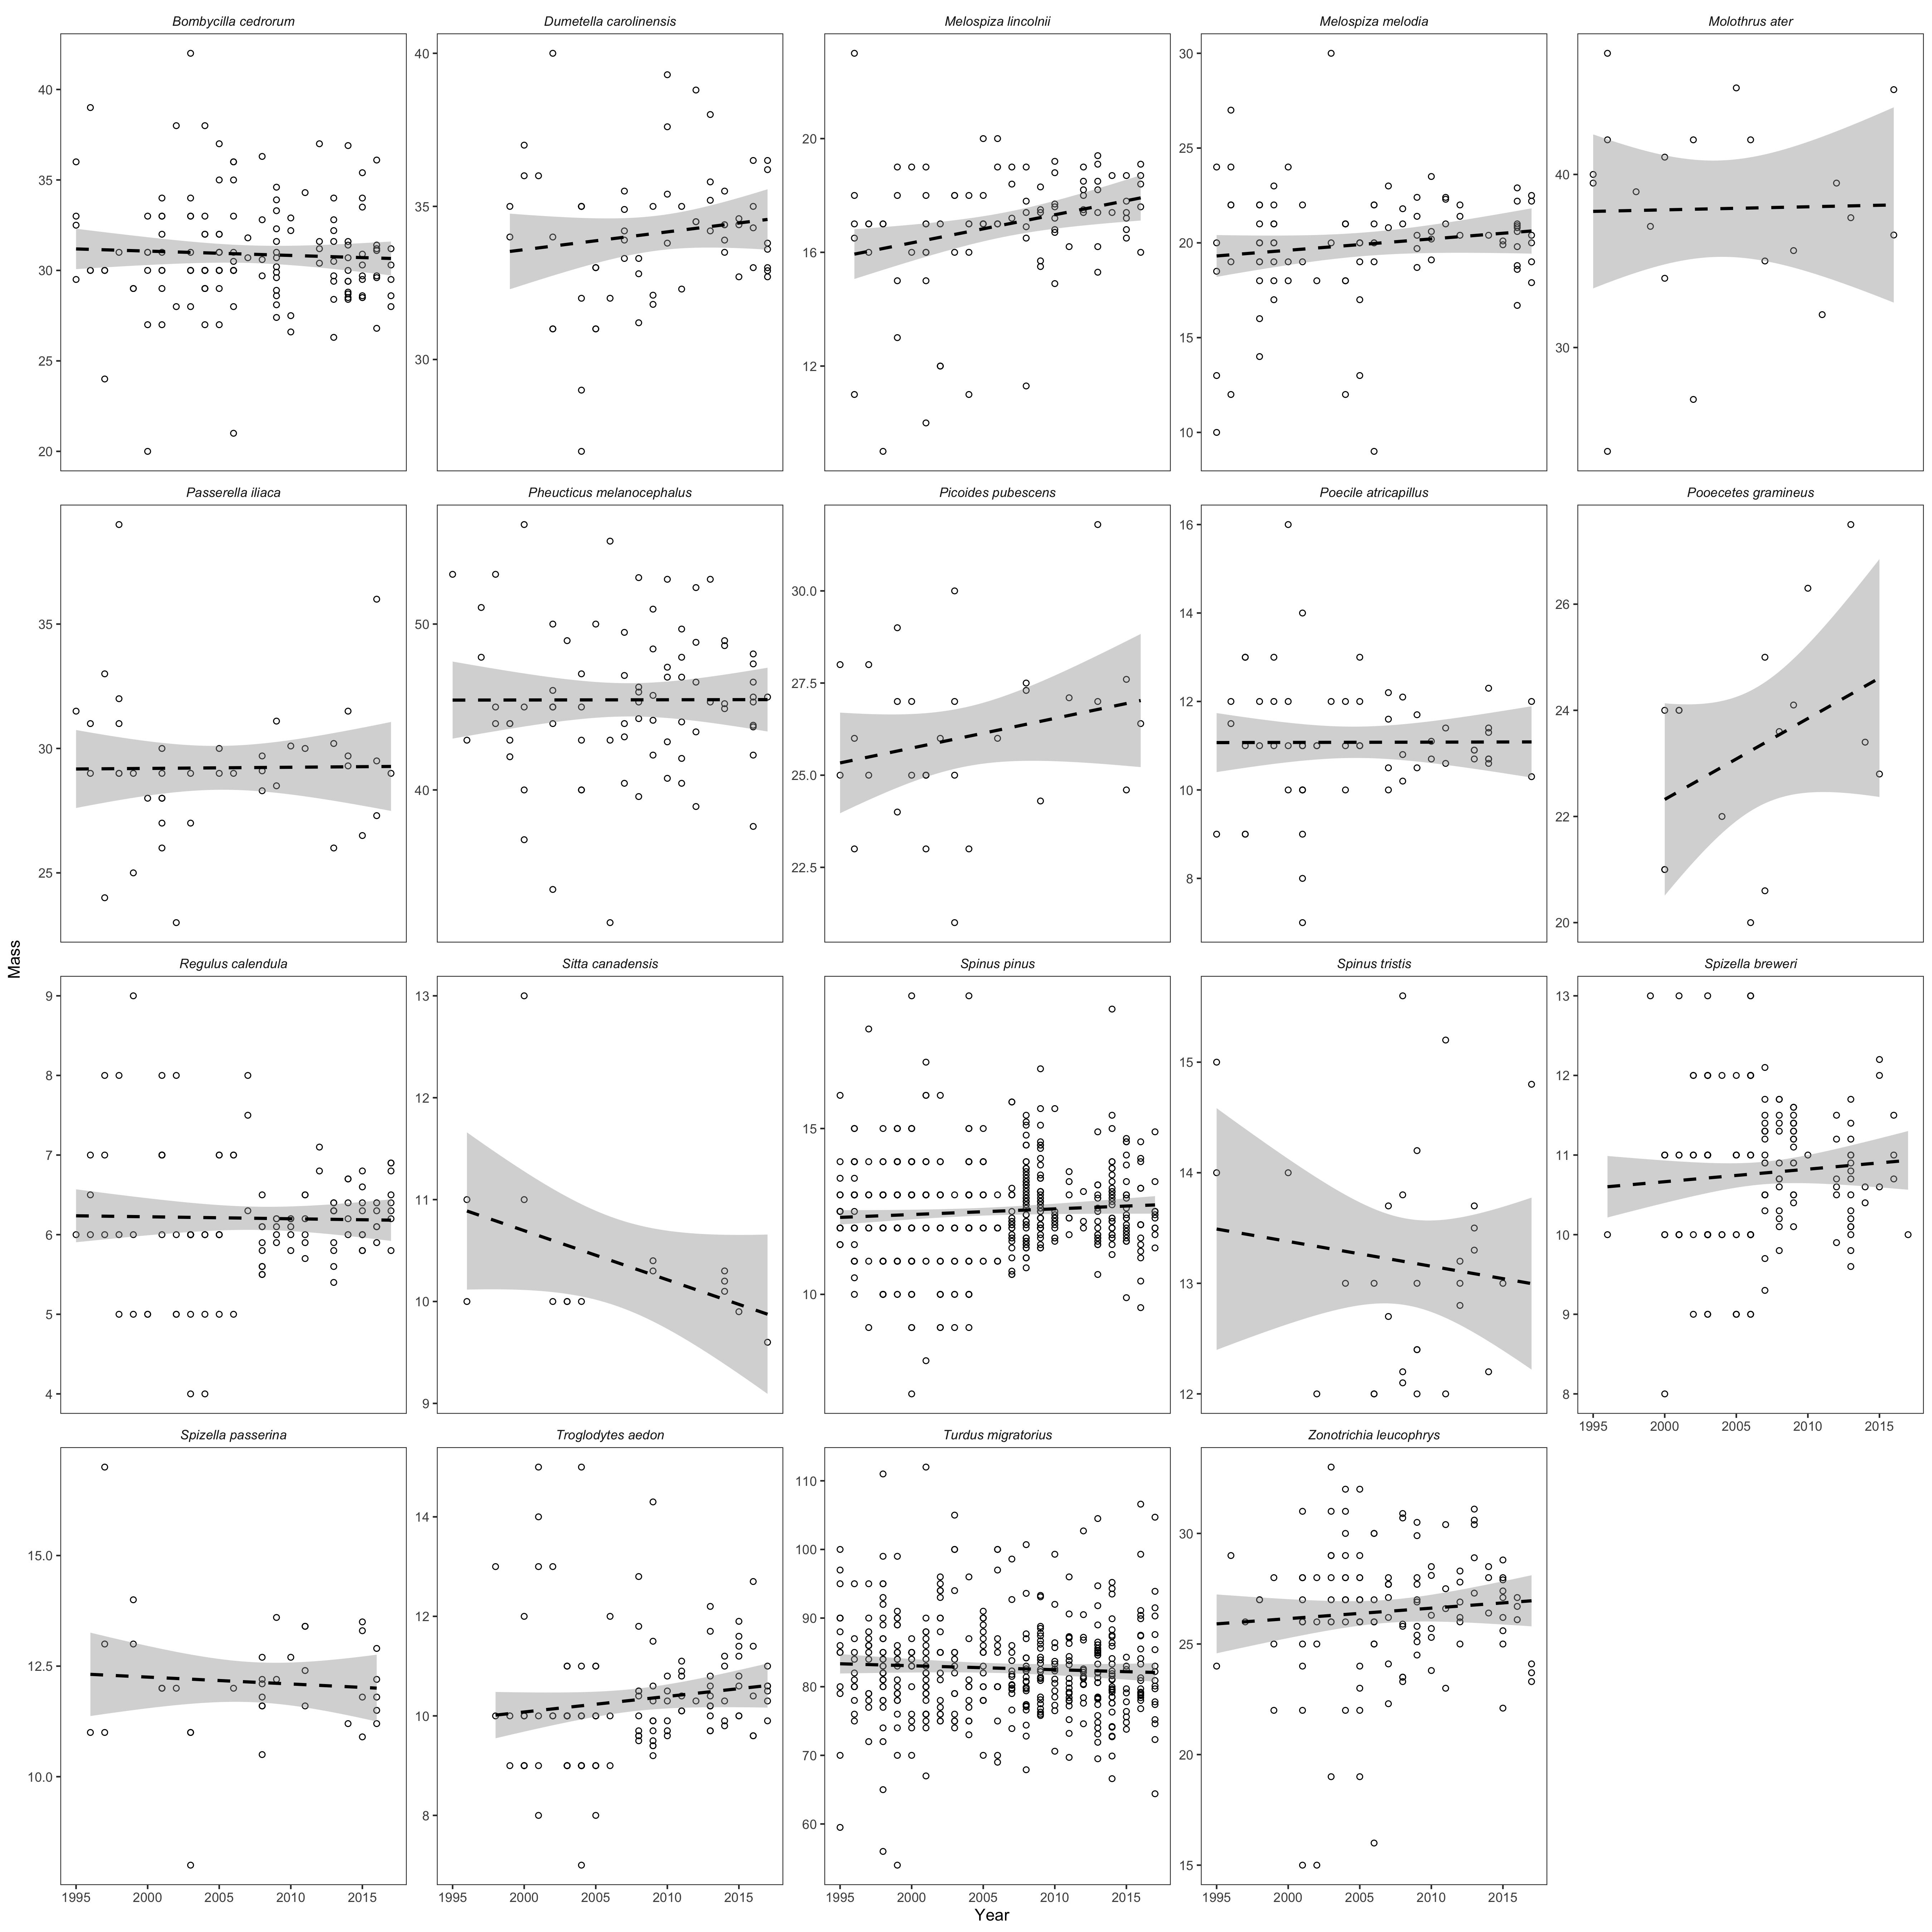 Bombycilla cedrorum Dumetella carolinensis Melospiza lincolnii Melospiza melodia Molothrus ater
40 35 30 25 20
40 35 30
20 16 12
30 25 20 15 10
40 30
Passerella iliaca Pheucticus melanocephalus Picoides pubescens Poecile atricapillus Pooecetes gramineus
35 30 25
50 40
30.0 27.5 25.0 22.5
16 14 12 10 8
26 24 22 20
Mass
Regulus calendula Sitta canadensis Spinus pinus Spinus tristis Spizella breweri
9 8 7 6 5 4
13 12 11 10 9
15 10
15 14 13 12
13 12 11 10 9 8
1995 2000 2005 2010 2015
Spizella passerina Troglodytes aedon Turdus migratorius Zonotrichia leucophrys
15.0 12.5 10.0
14 12 10 8
110 100 90 80 70 60
30 25 20 15
1995 2000 2005 2010 2015 1995 2000 2005 2010 2015 1995 2000 2005 2010 2015 1995 2000 2005 2010 2015
Year